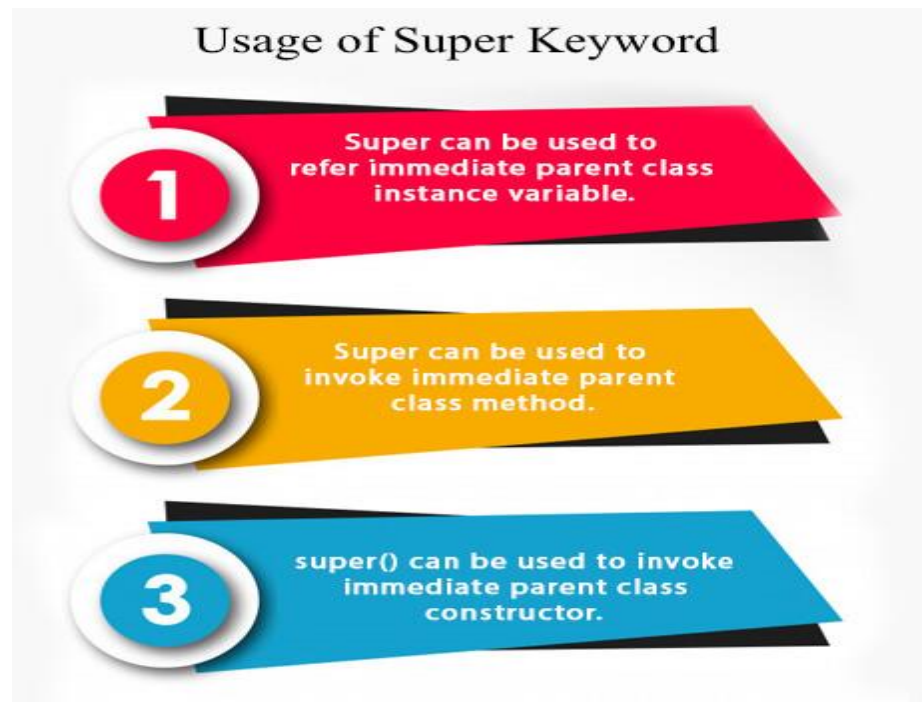 Usage of Super Keyword
1
Super can be used to
refer immediate parent class
instance variable.
2
Super can be used to
invoke immediate parent
class method.
3
super() can be used to invoke
immediate parent class
constructor.